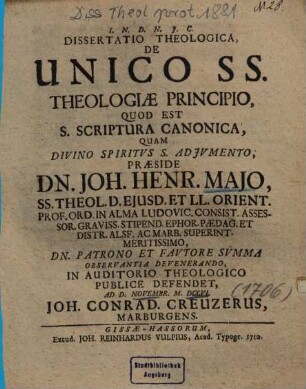 Diss Theol prot. 1881
I. N. D. N. J. C.
DISSERTATIO THEOLOGICA,
DE
UNICO SS.
THEOLOGIÆ PRINCIPIO,
QUOD EST
S. SCRIPTURA CANONICA,
QUAM
DIVINO SPIRITUS S. ADJUMENTO,
PRÆSIDE
DN. JOH. HENR. MAJO,
SS. THEOL. D. EJUSD. ET LL. ORIENT.
PROF. ORD. IN ALMA LUDOVIC. CONSIST. ASSES-
SOR. GRAVISS. STIPEND. EPHOR. PÆDAG. ET
DISTR. ALSF. AC MARB. SUPERINT.
MERITISSIMO,
DN. PATRONO ET FAVTORE SVMMA
OBSERVANTIA DEVENERANDO,
IN AUDITORIO THEOLOGICO
PUBLICE DEFENDET,
AD D. NOVEMBR. M. DCCVI.
(1706)
JOH. CONRAD. CREUZERUS,
MARBURGENS.
GISSÆ-HASSORUM,
Excud. JOH. REINHARDUS VULPIUS, Acad. Typogr.
Stadtbibliothek
Augsburg